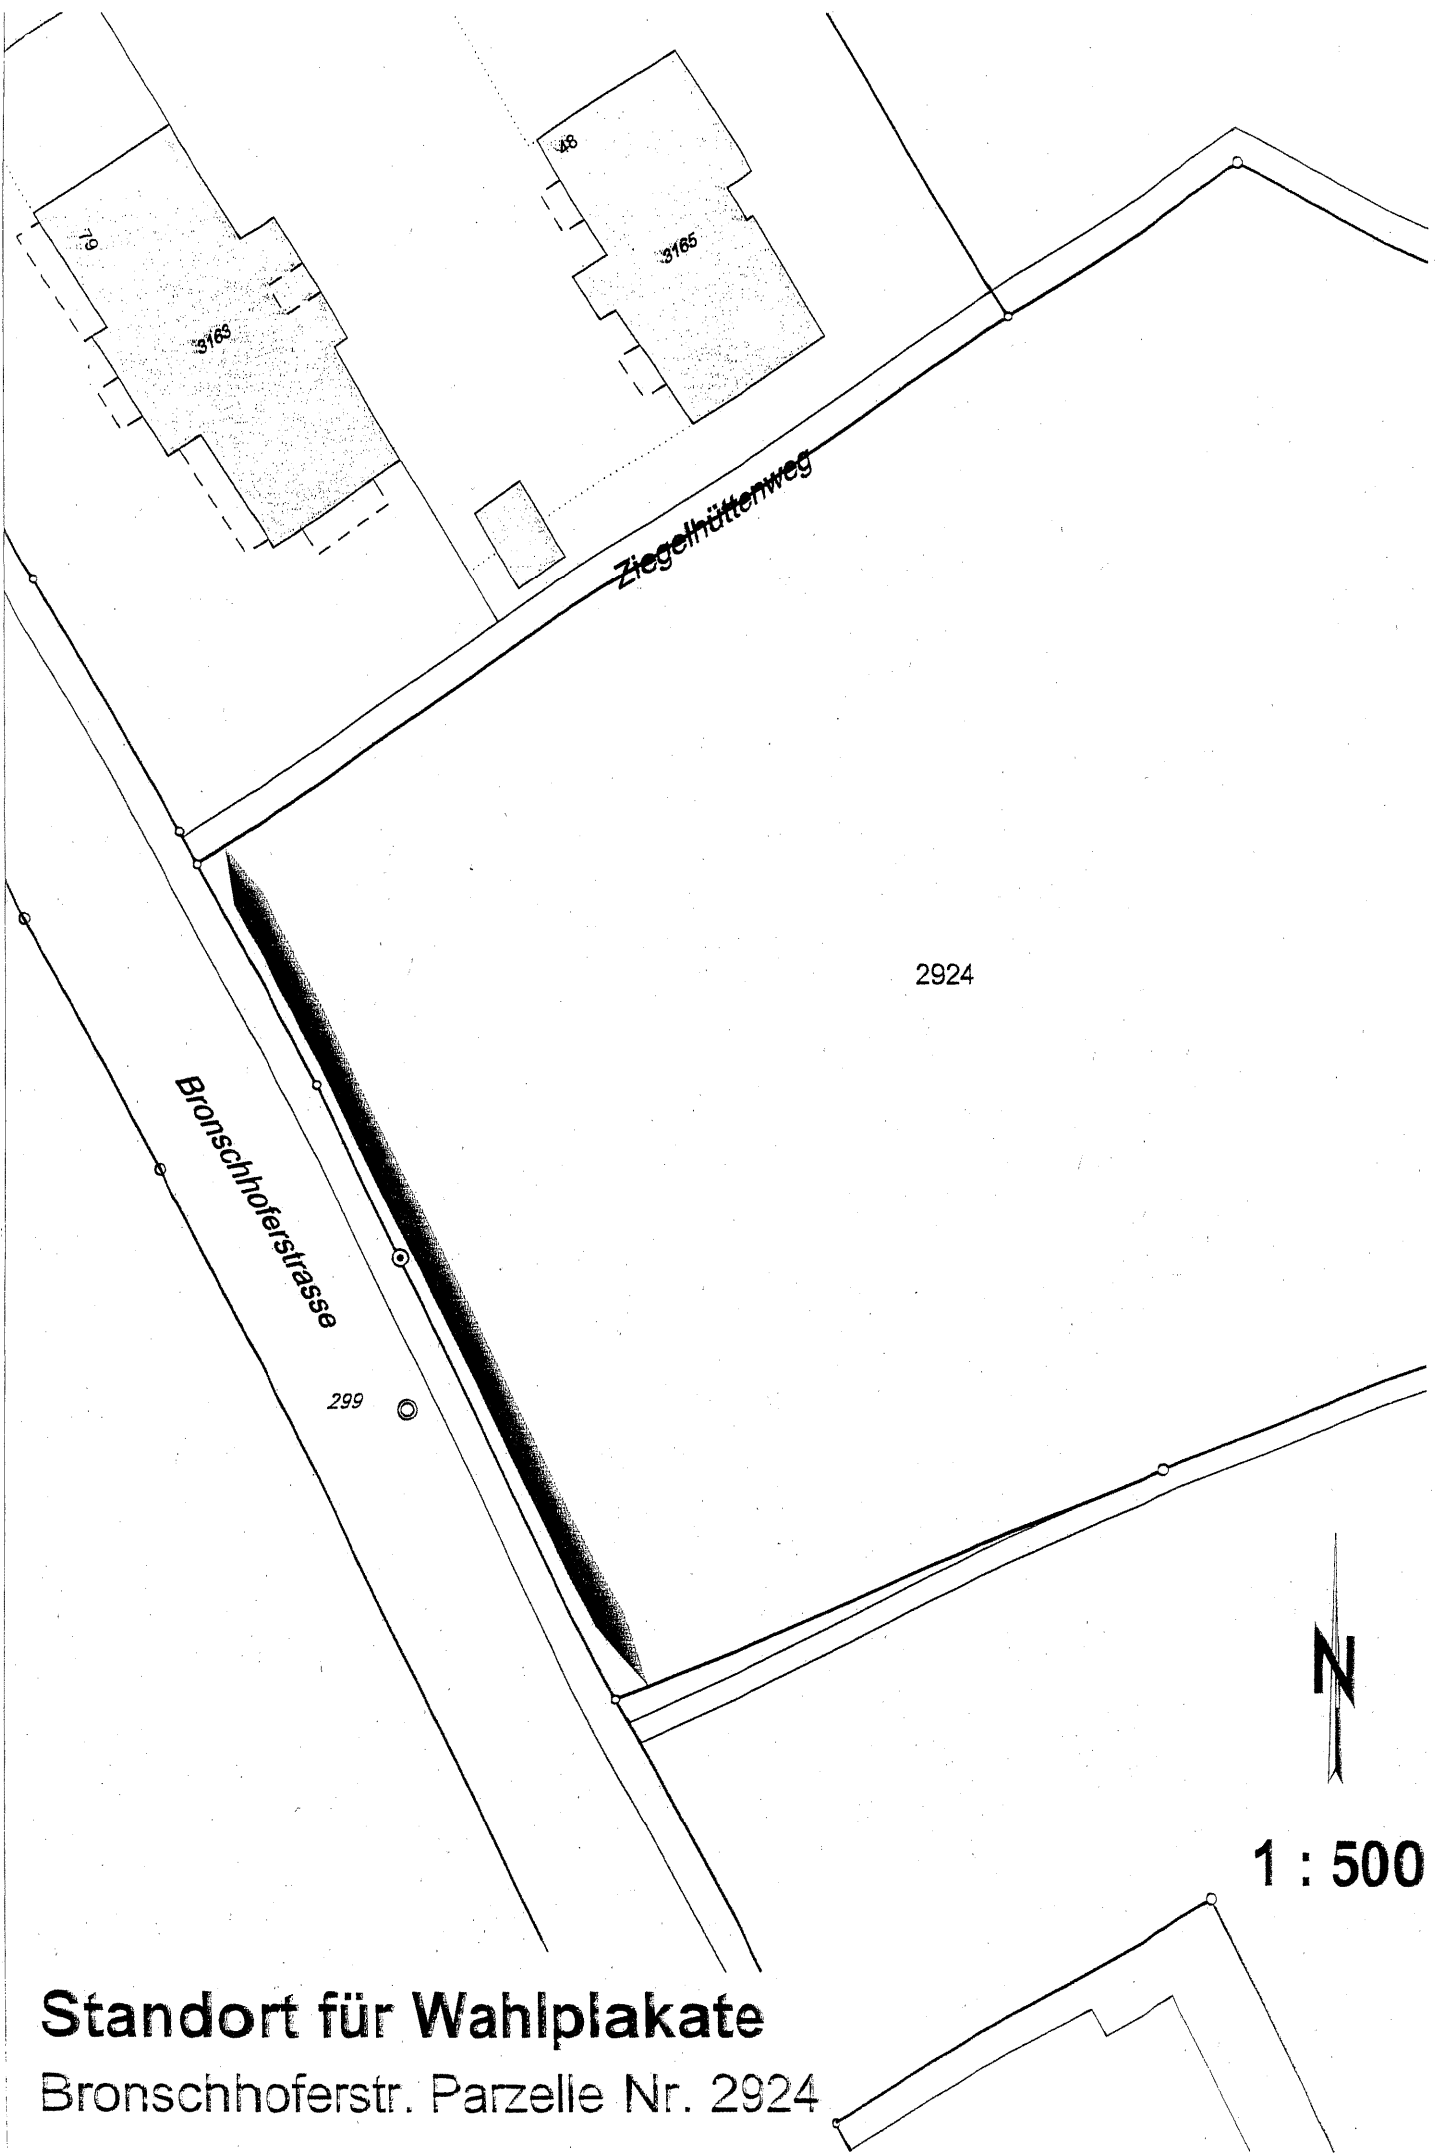 48
79
3165
3163
Ziegelhüttenweg
2924
Bronschhoferstrasse
299
N
1 : 500
Standort für Wahlplakate
Bronschhoferstr. Parzelle Nr. 2924